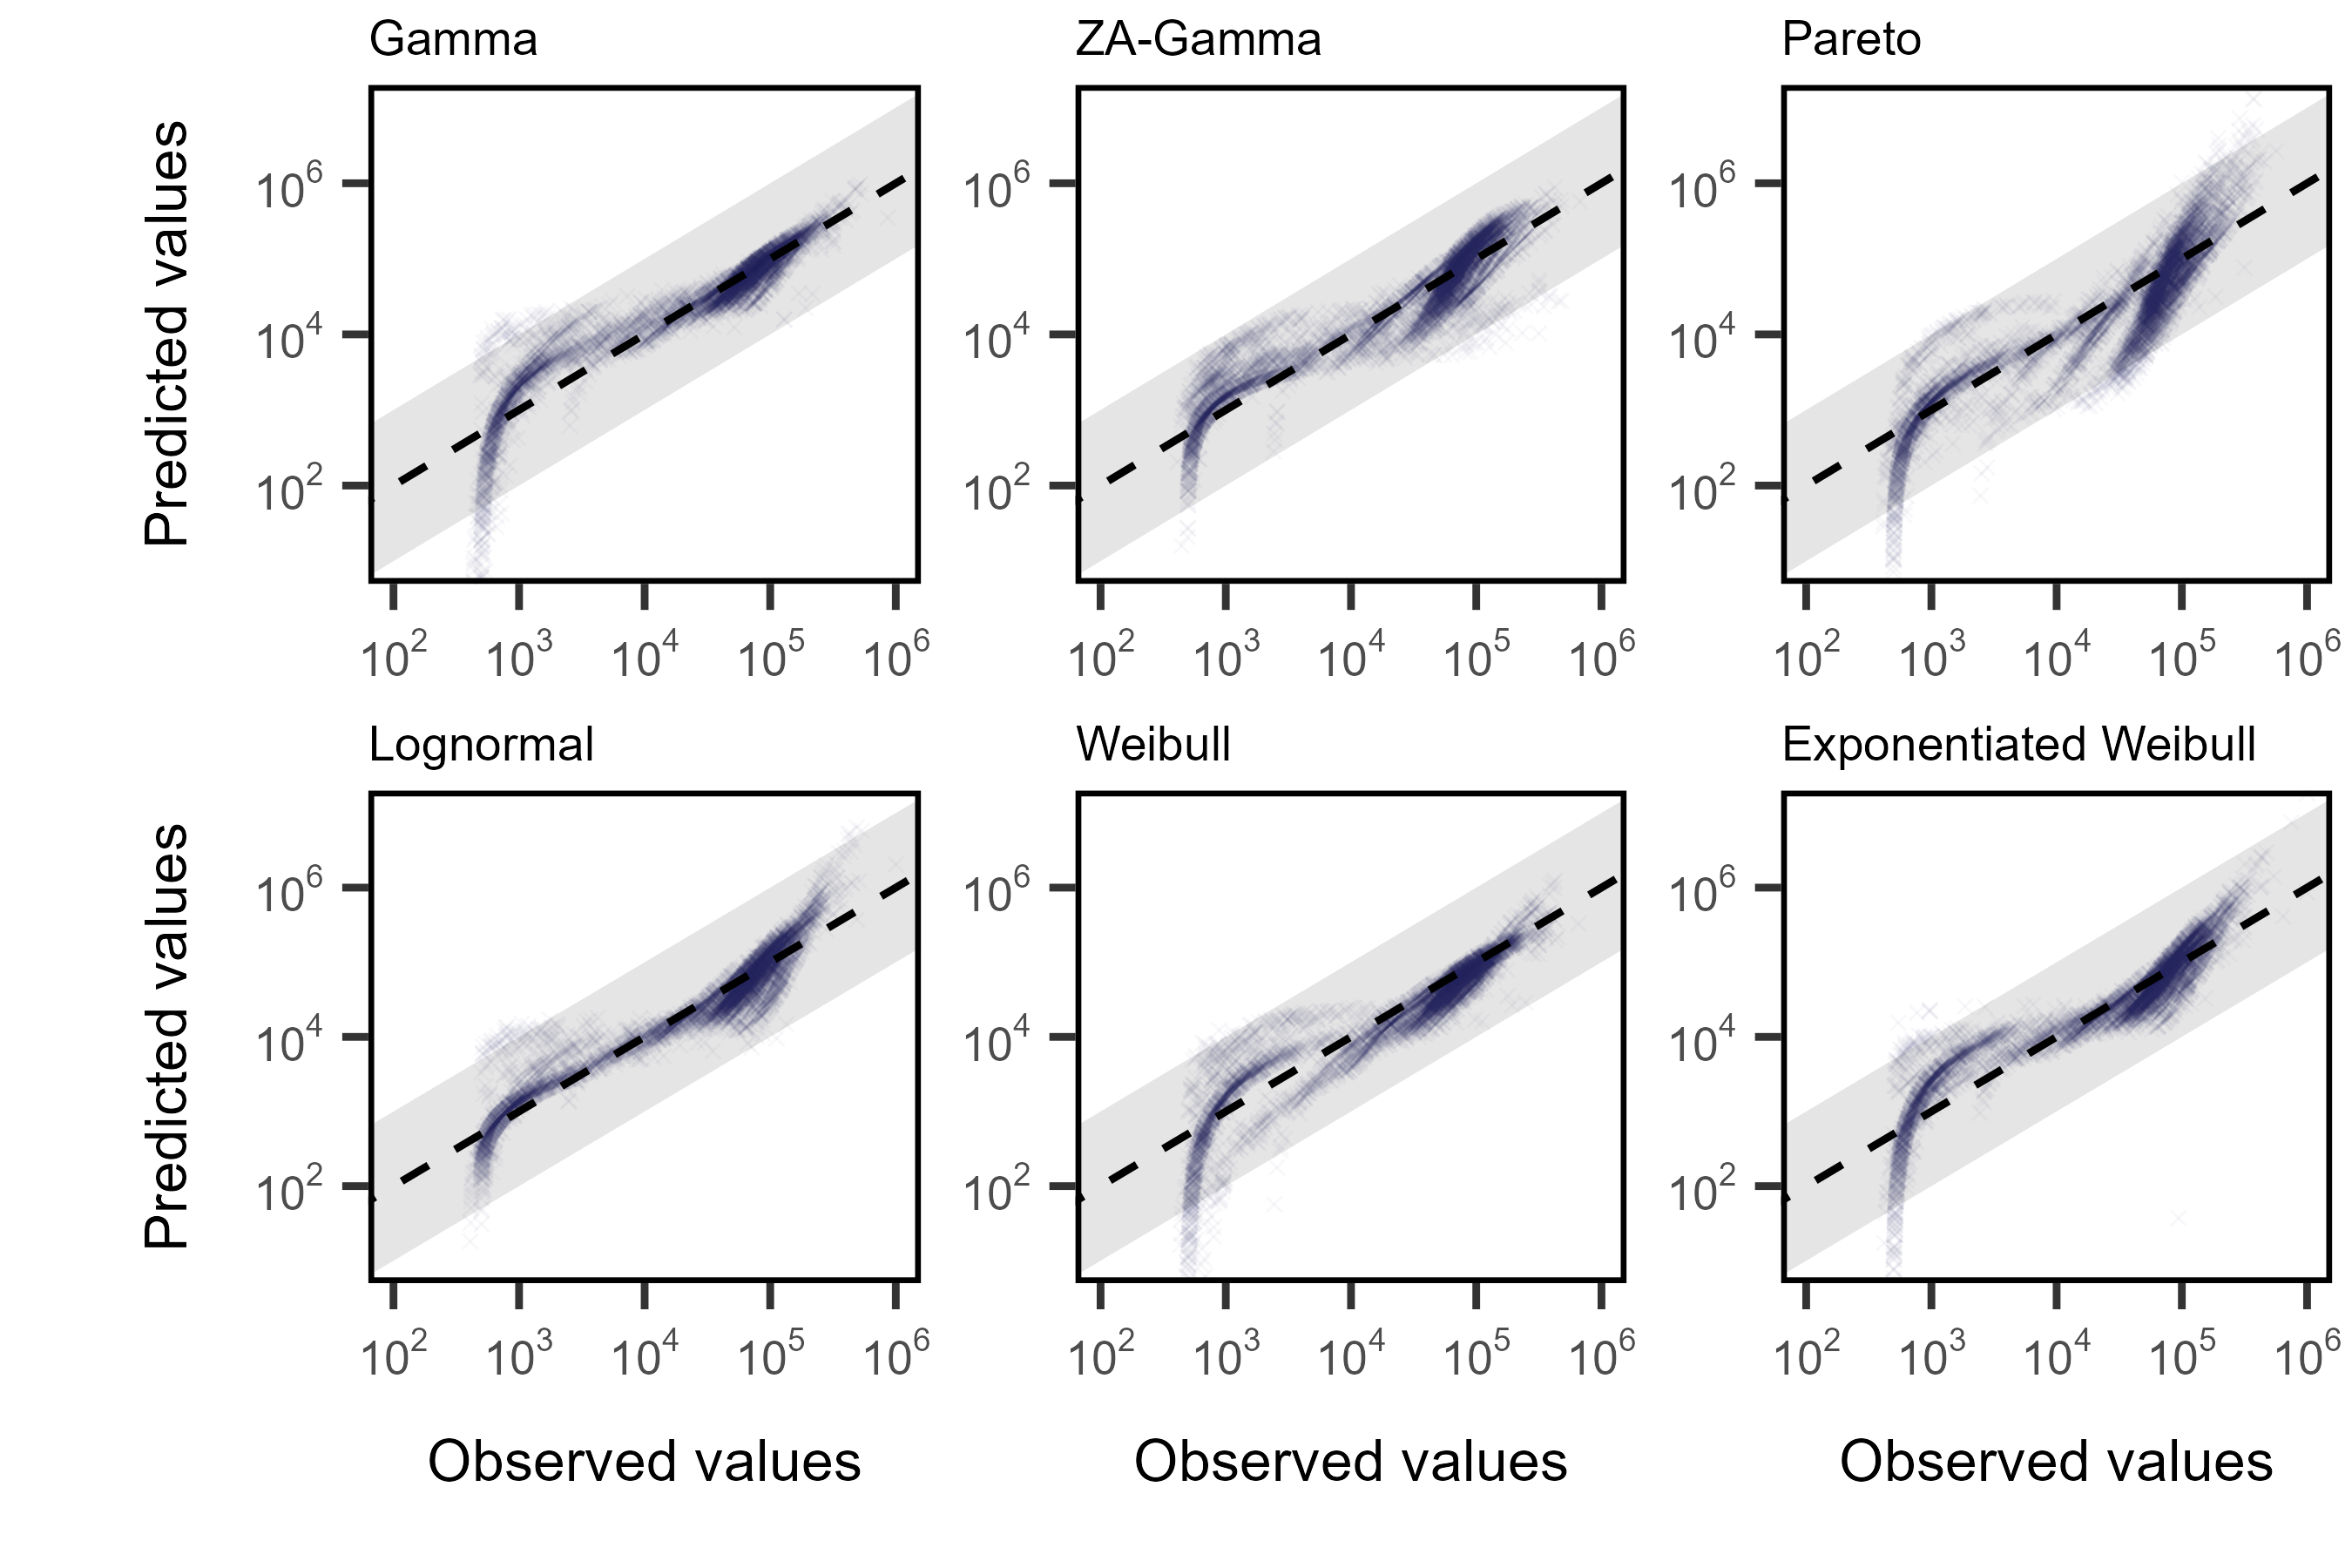 Gamma ZA-Gamma Pareto
Predicted values
10^6 10^6 10^6
10^4 10^4 10^4
10^2 10^2 10^2
10^2 10^3 10^4 10^5 10^6 10^2 10^3 10^4 10^5 10^6 10^2 10^3 10^4 10^5 10^6
Lognormal Weibull Exponentiated Weibull
Predicted values
10^6 10^6 10^6
10^4 10^4 10^4
10^2 10^2 10^2
10^2 10^3 10^4 10^5 10^6 10^2 10^3 10^4 10^5 10^6 10^2 10^3 10^4 10^5 10^6
Observed values Observed values Observed values